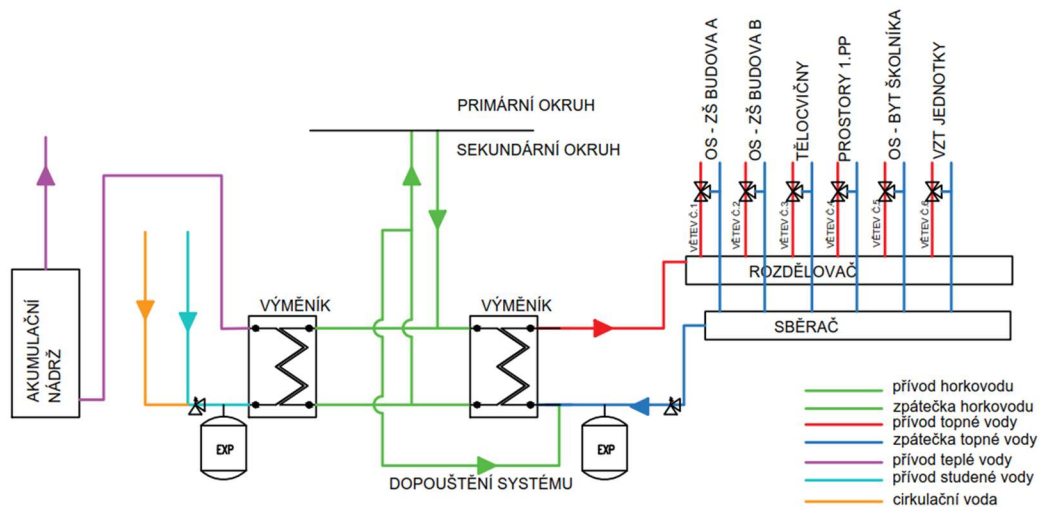 PRIMÁRNÍ OKRUH
SEKUNDÁRNÍ OKRUH
OS - ZŠ BUDOVA A
OS - ZŠ BUDOVA B
TĚLOCVIČNY
PROSTORY 1.PP
OS - BYT ŠKOLNÍKA
VZT JEDNOTKY
VĚTEV Č.1
VĚTEV Č.2
VĚTEV Č.3
VĚTEV Č.4
VĚTEV Č.5
VĚTEV Č.6
ROZDĚLOVAČ
SBĚRAČ
AKUMULAČNÍ
NÁDRŽ
VÝMĚNÍK
VÝMĚNÍK
EXP
EXP
DOPOUŠTĚNÍ SYSTÉMU
přívod horkovodu
zpátečka horkovodu
přívod topné vody
zpátečka topné vody
přívod teplé vody
přívod studené vody
cirkulační voda